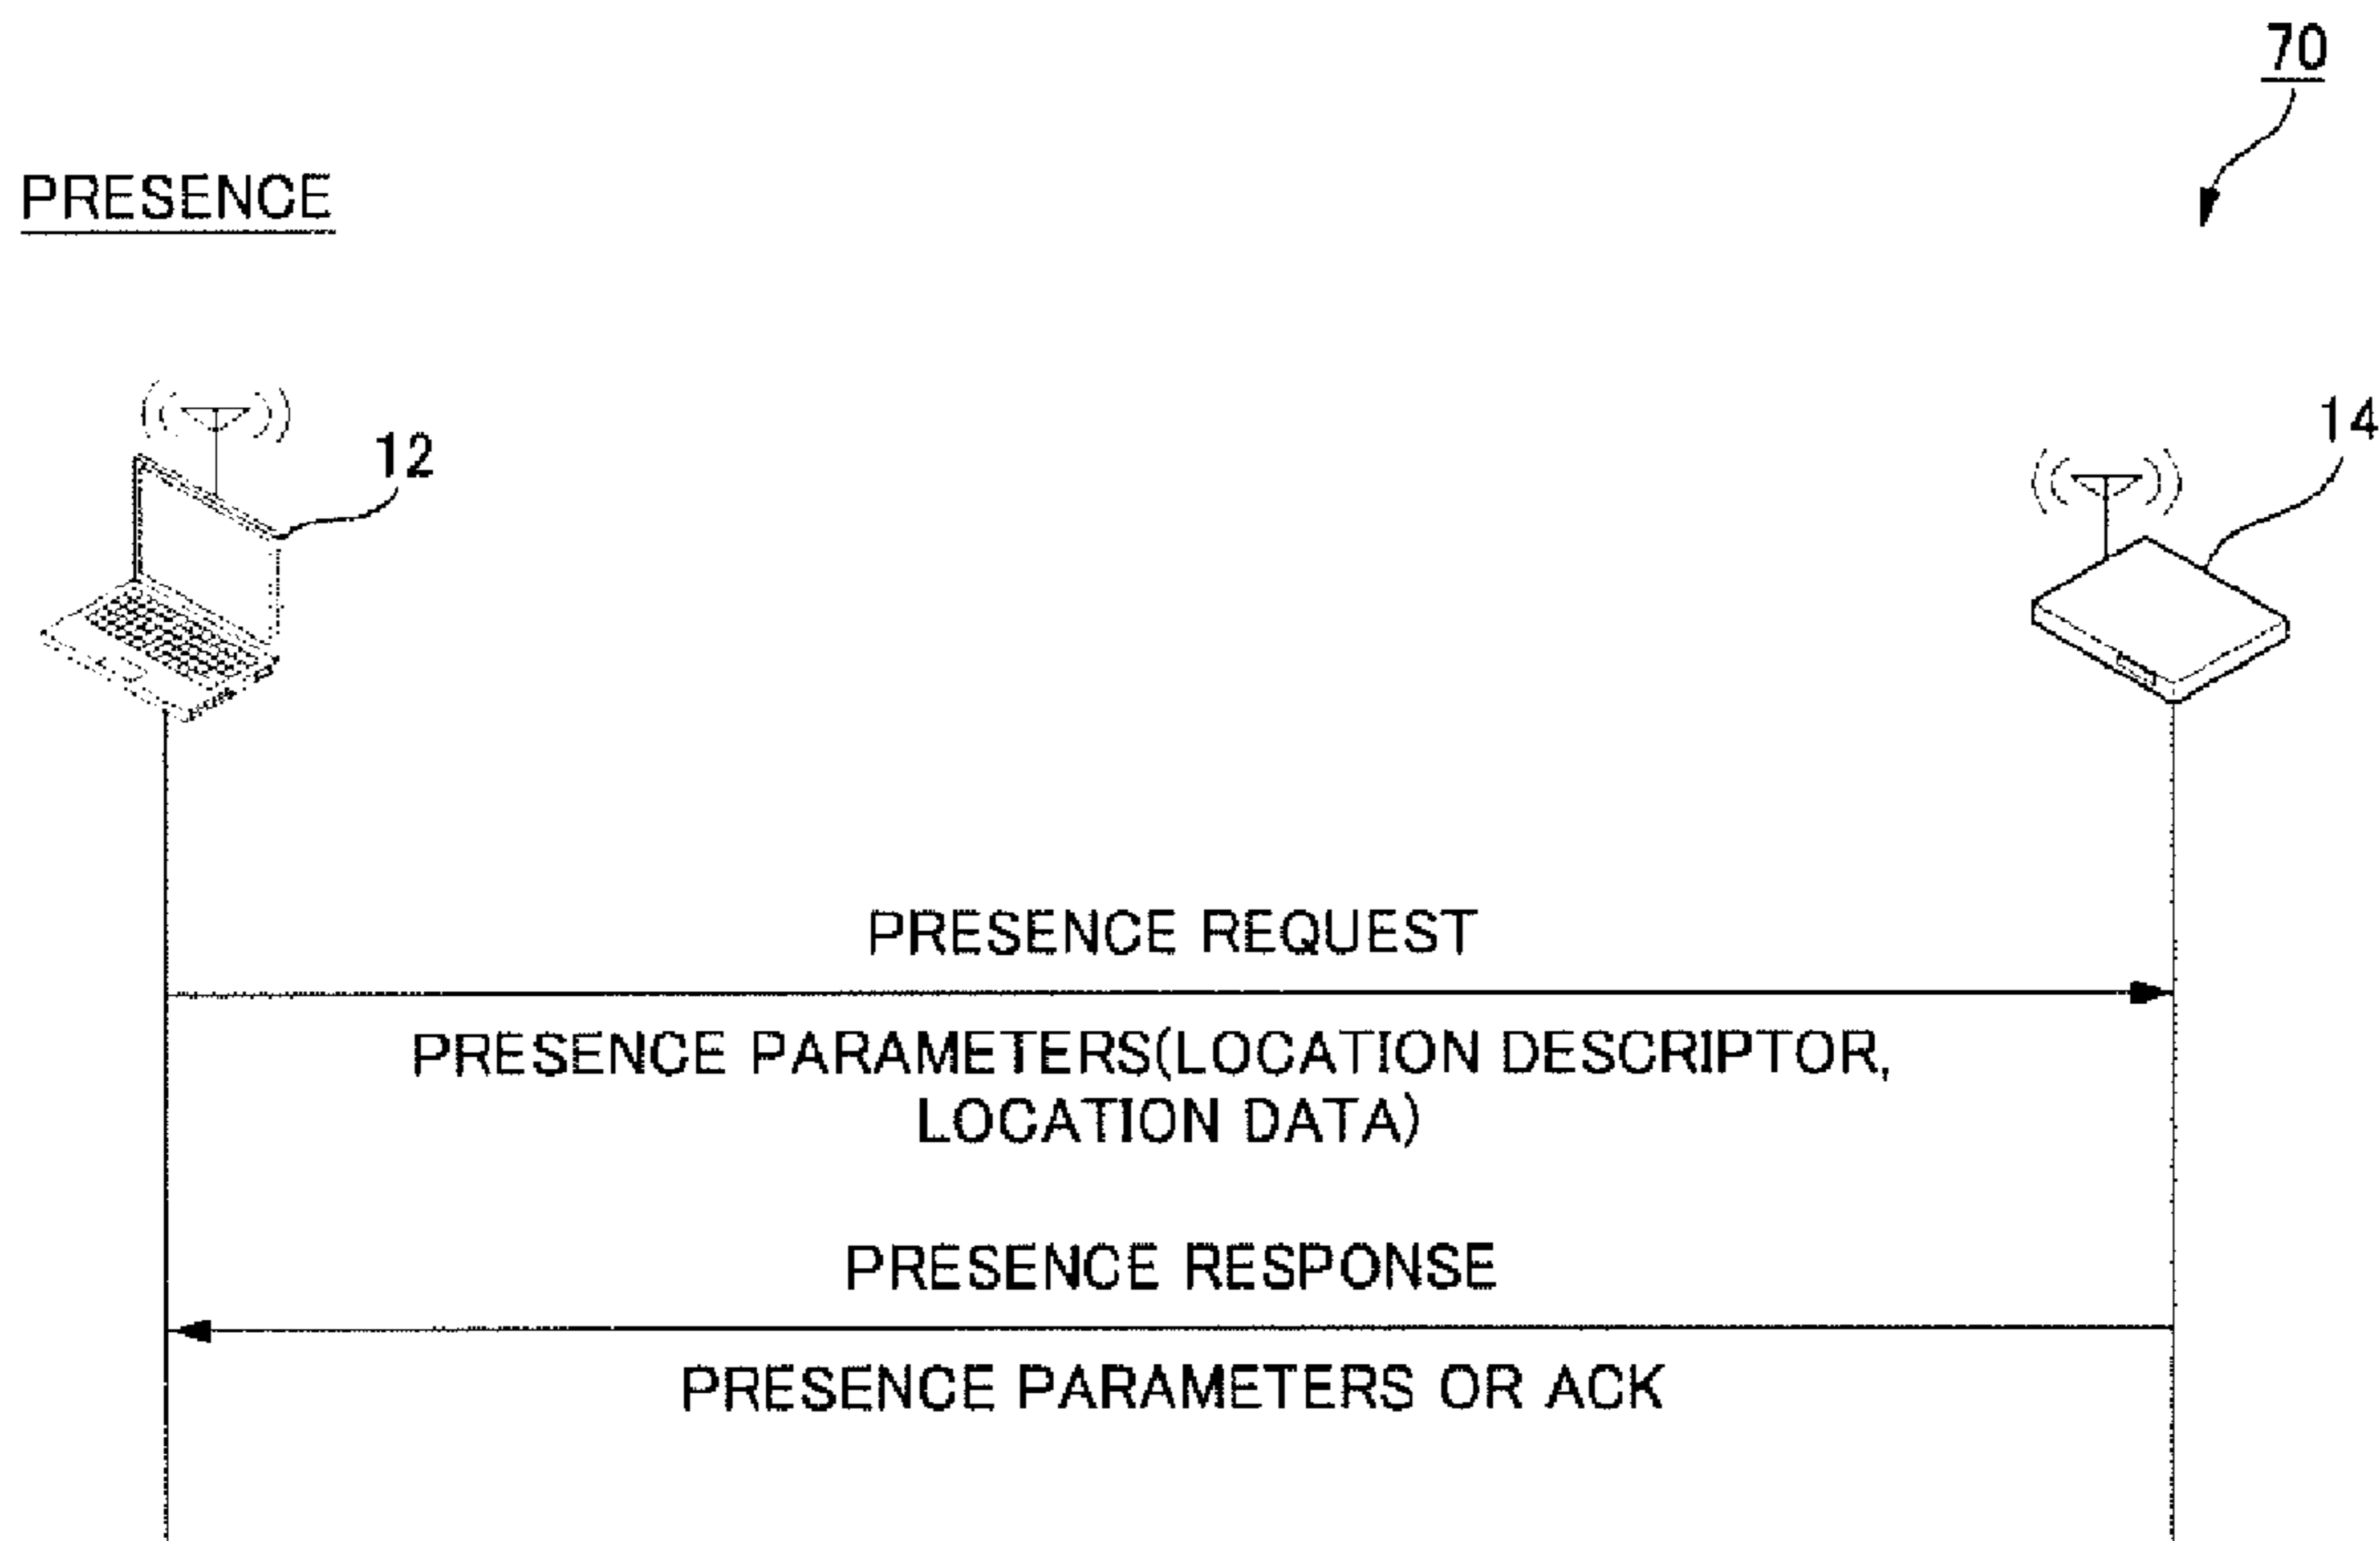 70
PRESENCE
12
14
PRESENCE REQUEST
PRESENCE PARAMETERS(LOCATION DESCRIPTOR,
LOCATION DATA)
PRESENCE RESPONSE
PRESENCE PARAMETERS OR ACK